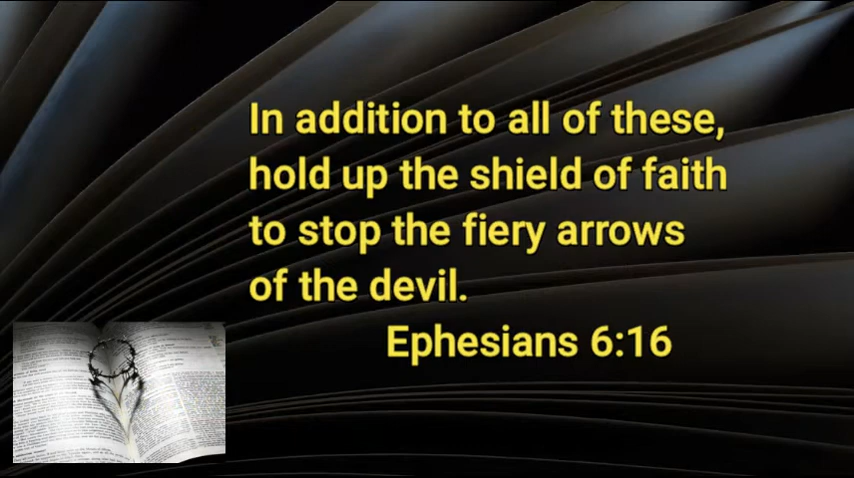 In addition to all of these,
hold up the shield of faith
to stop the fiery arrows
of the devil.
Ephesians 6:16